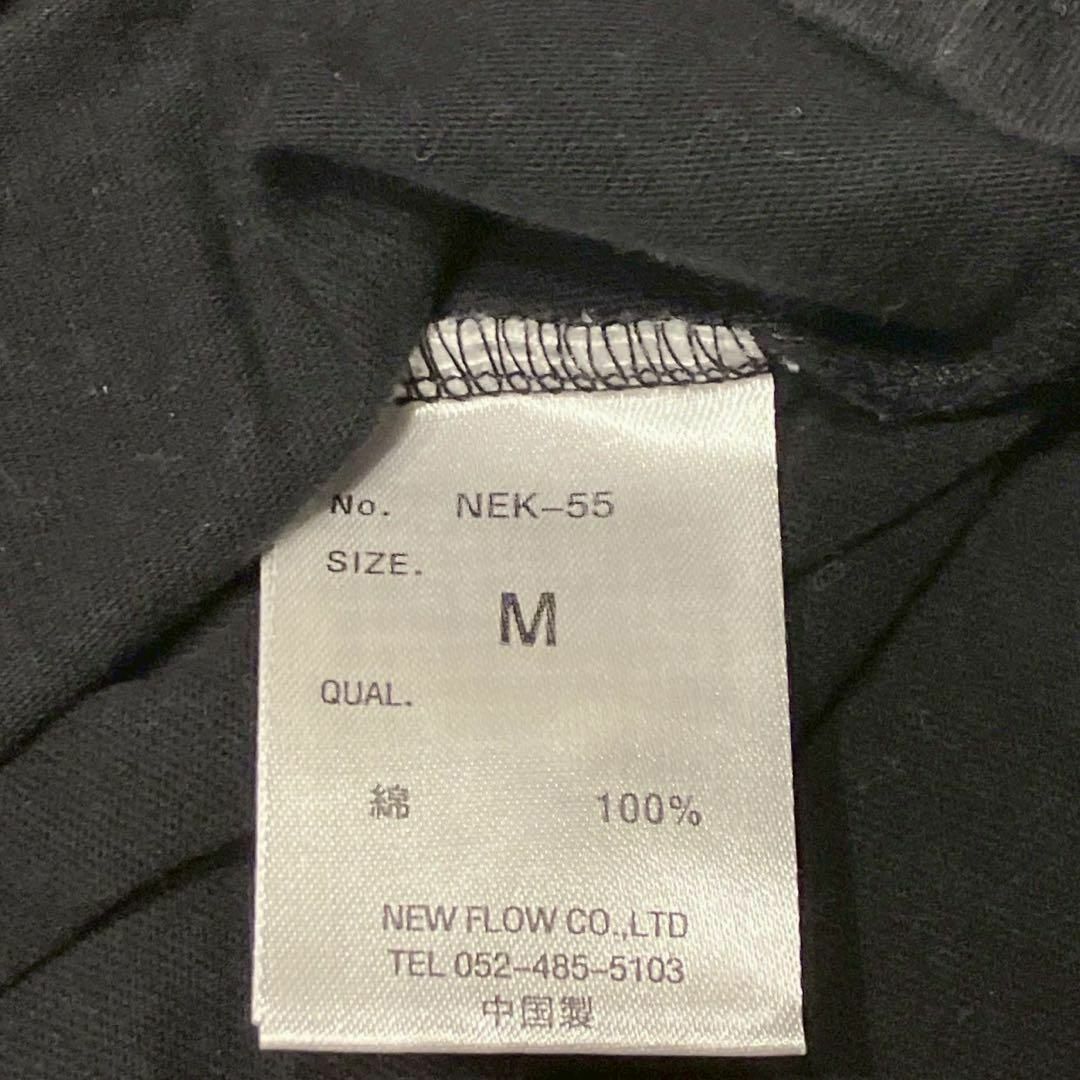 No. NEK-55
SIZE.
M
QUAL.
綿 100%
NEW FLOW CO.,LTD
TEL 052-485-5103
中国製